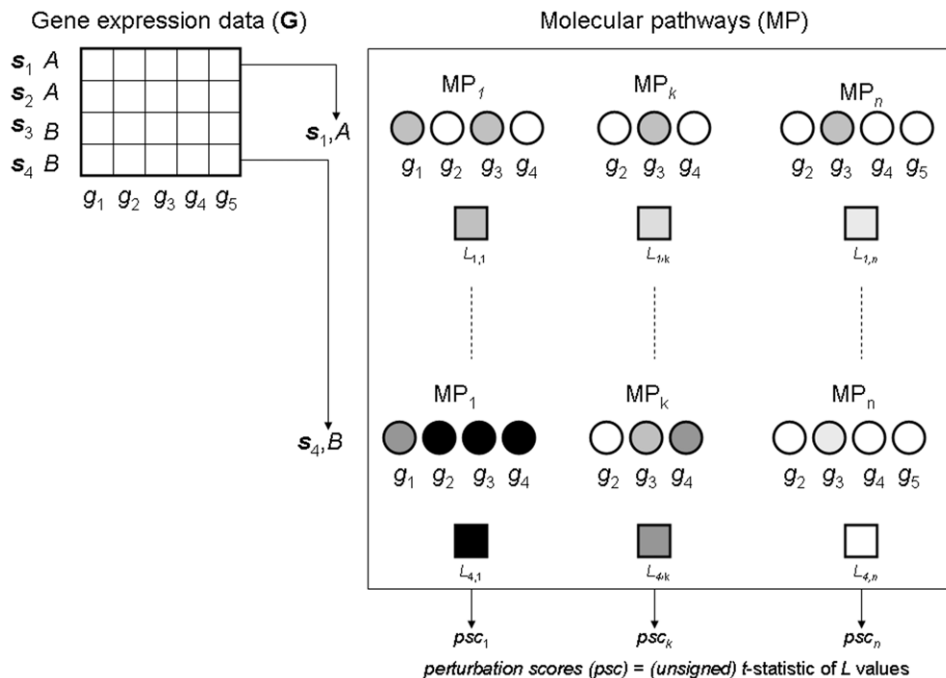 Gene expression data (G)
Molecular pathways (MP)
s1 A
s2 A
s3 B
s4 B
g1 g2 g3 g4 g5
s1,A
MP1 MPk MPn
g1 g2 g3 g4 g2 g3 g4 g2 g3 g4 g5
L1,1 L1,k L1,n
s4,B
MP1 MPk MPn
g1 g2 g3 g4 g2 g3 g4 g2 g3 g4 g5
L4,1 L4,k L4,n
psc1 psck pscn
perturbation scores (psc) = (unsigned) t-statistic of L values